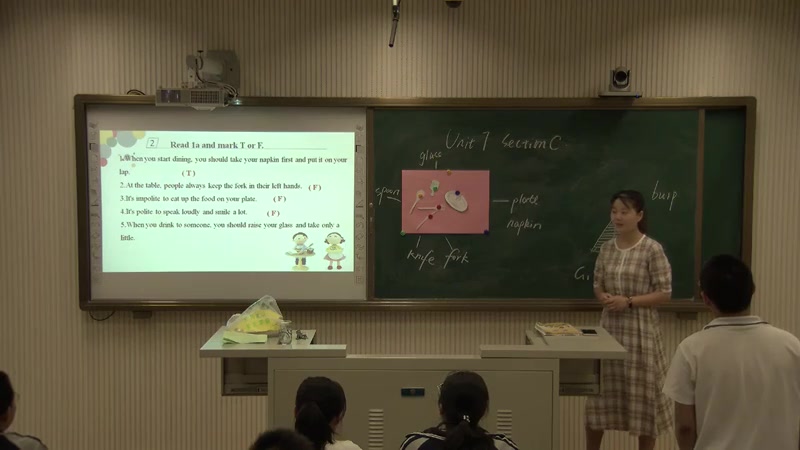 2 Read 1a and mark T or F.
1. When you start dining, you should take your napkin first and put it on your
lap. ( T )
2.At the table, people always keep the fork in their left hands. ( F )
3.It's impolite to eat up the food on your plate. ( F )
4.It's polite to speak loudly and smile a lot. ( F )
5.When you drink to someone, you should raise your glass and take only a
little.
Unit 7 Section C
glass
spoon
plate
napkin
knife
fork
burp